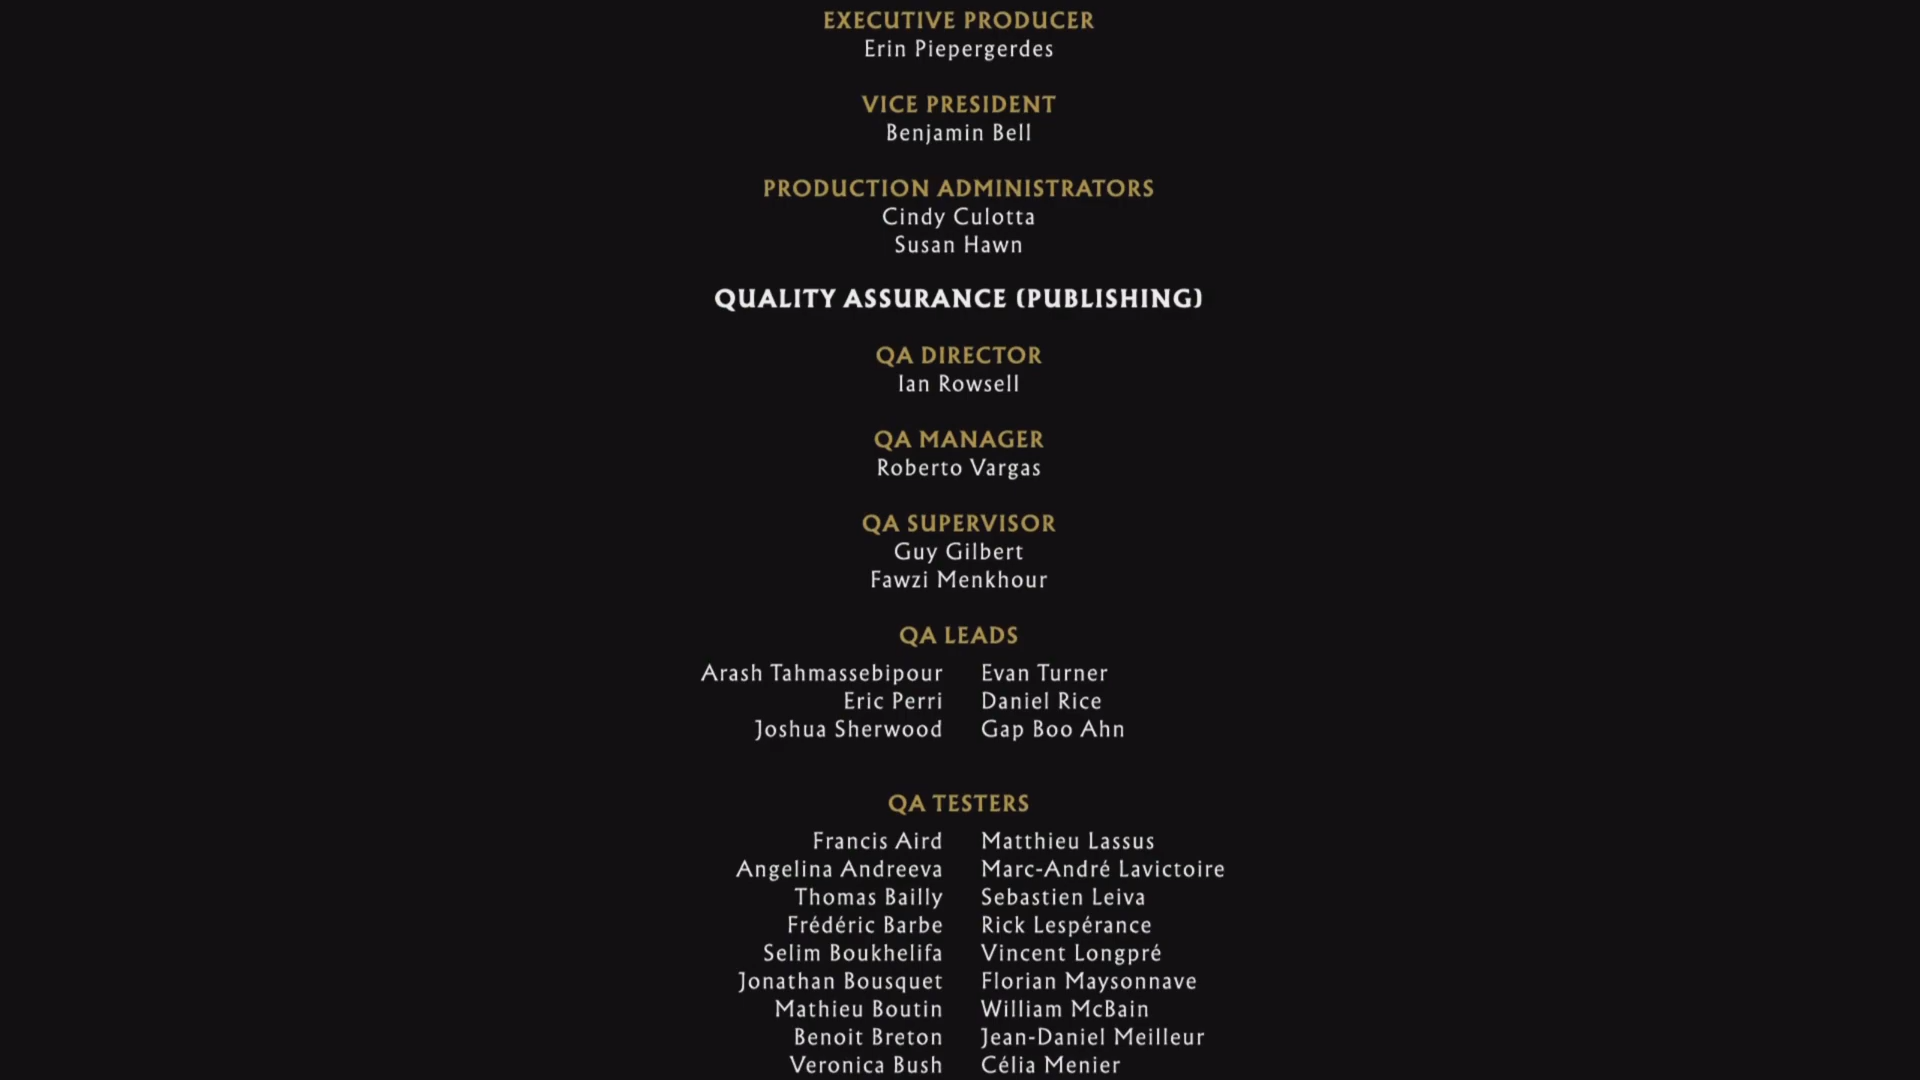 EXECUTIVE PRODUCER
Erin Piepergerdes
VICE PRESIDENT
Benjamin Bell
PRODUCTION ADMINISTRATORS
Cindy Culotta
Susan Hawn
QUALITY ASSURANCE (PUBLISHING)
QA DIRECTOR
Ian Rowsell
QA MANAGER
Roberto Vargas
QA SUPERVISOR
Guy Gilbert
Fawzi Menkhour
QA LEADS
Arash Tahmassebipour Evan Turner
Eric Perri Daniel Rice
Joshua Sherwood Gap Boo Ahn
QA TESTERS
Francis Aird Matthieu Lassus
Angelina Andreeva Marc-André Lavictoire
Thomas Bailly Sebastien Leiva
Frédéric Barbe Rick Lespérance
Selim Boukhelifa Vincent Longpré
Jonathan Bousquet Florian Maysonnave
Mathieu Boutin William McBain
Benoit Breton Jean-Daniel Meilleur
Veronica Bush Célia Menier